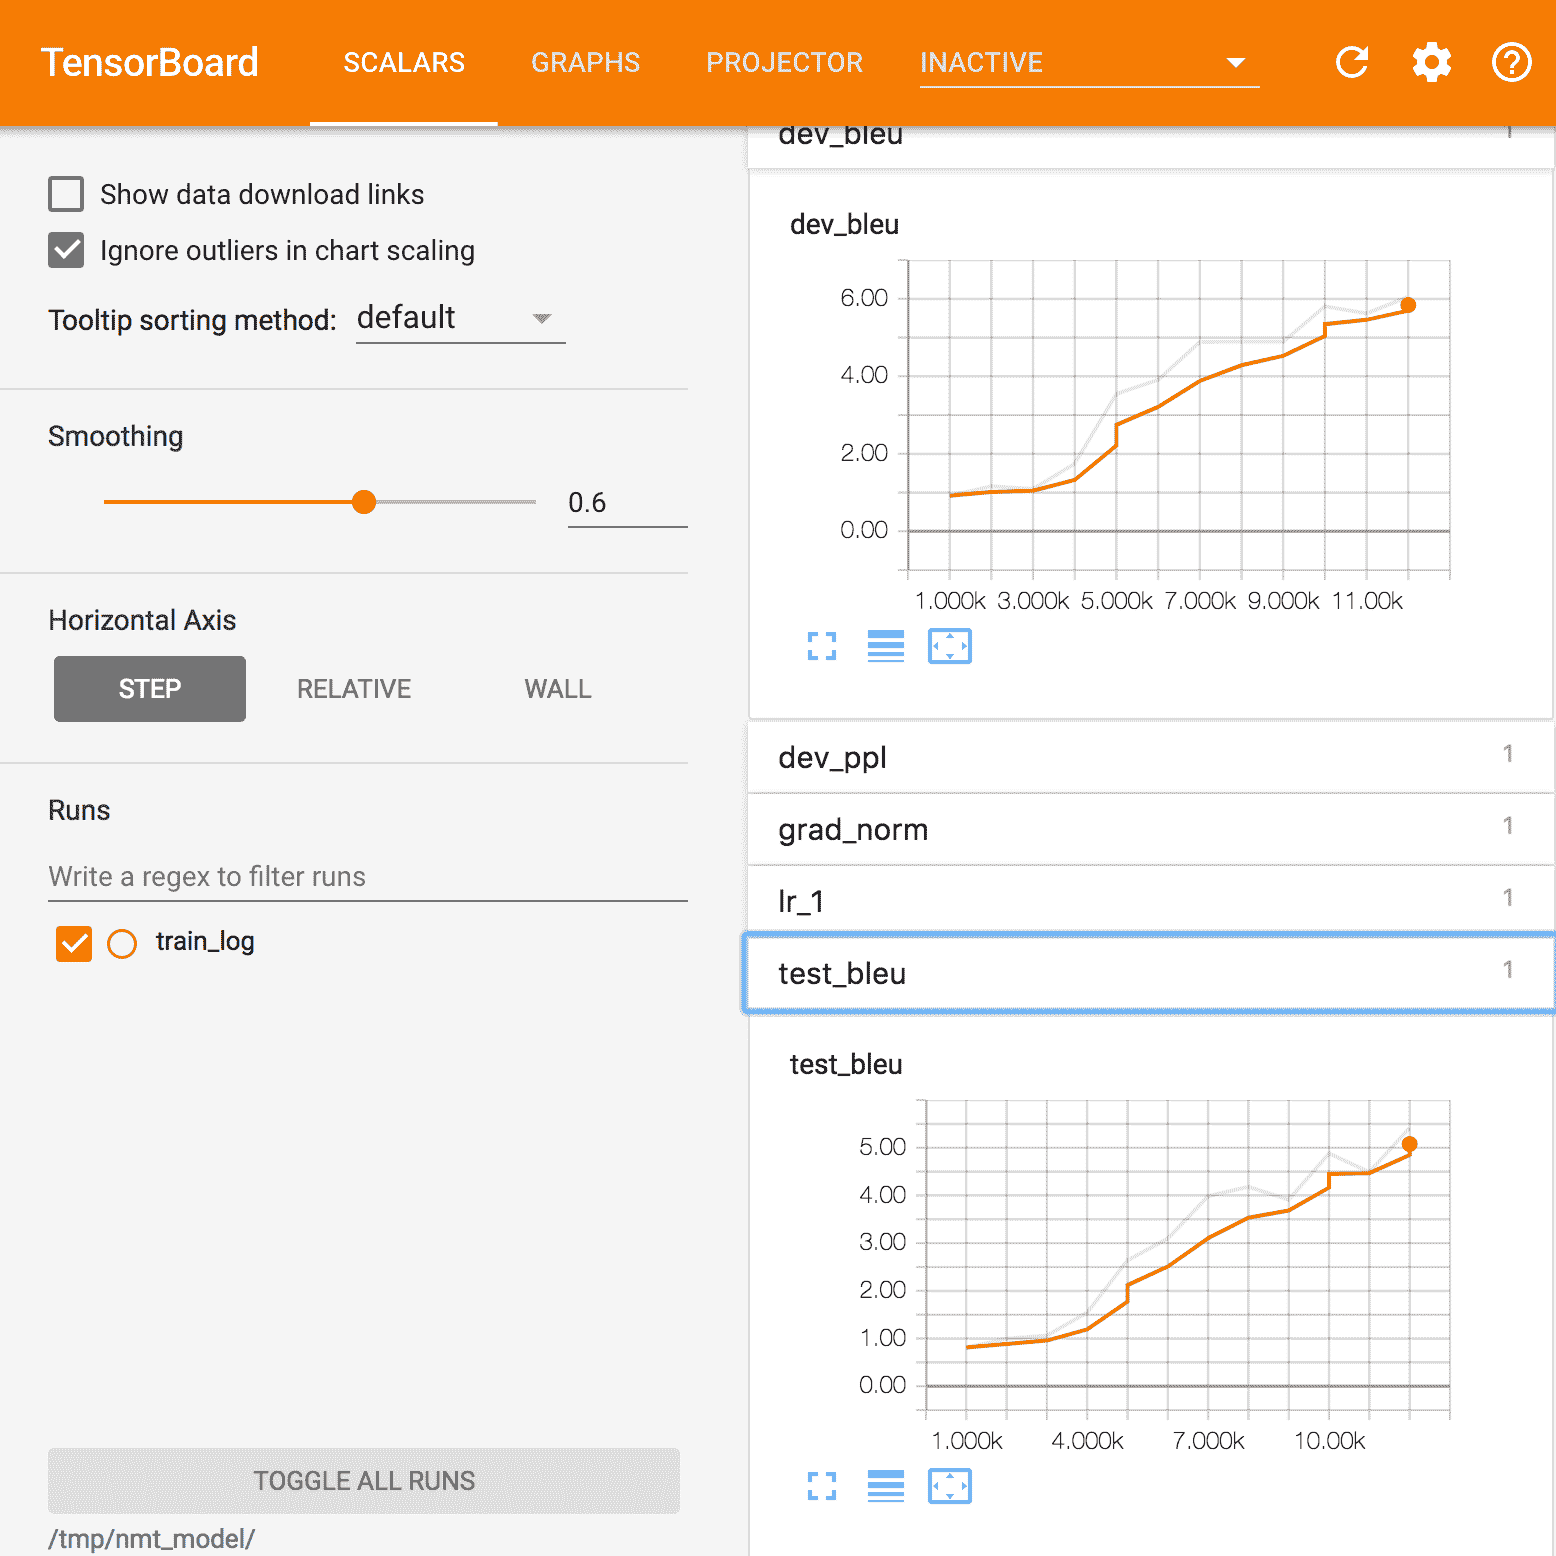 TensorBoard SCALARS GRAPHS PROJECTOR INACTIVE
Show data download links
Ignore outliers in chart scaling
Tooltip sorting method: default
Smoothing
0.6
Horizontal Axis
STEP RELATIVE WALL
Runs
Write a regex to filter runs
train_log
TOGGLE ALL RUNS
/tmp/nmt_model/
dev_bleu 1
dev_bleu
6.00
4.00
2.00
0.00
1.000k 3.000k 5.000k 7.000k 9.000k 11.00k
dev_ppl 1
grad_norm 1
lr_1 1
test_bleu 1
test_bleu
5.00
4.00
3.00
2.00
1.00
0.00
1.000k 4.000k 7.000k 10.00k